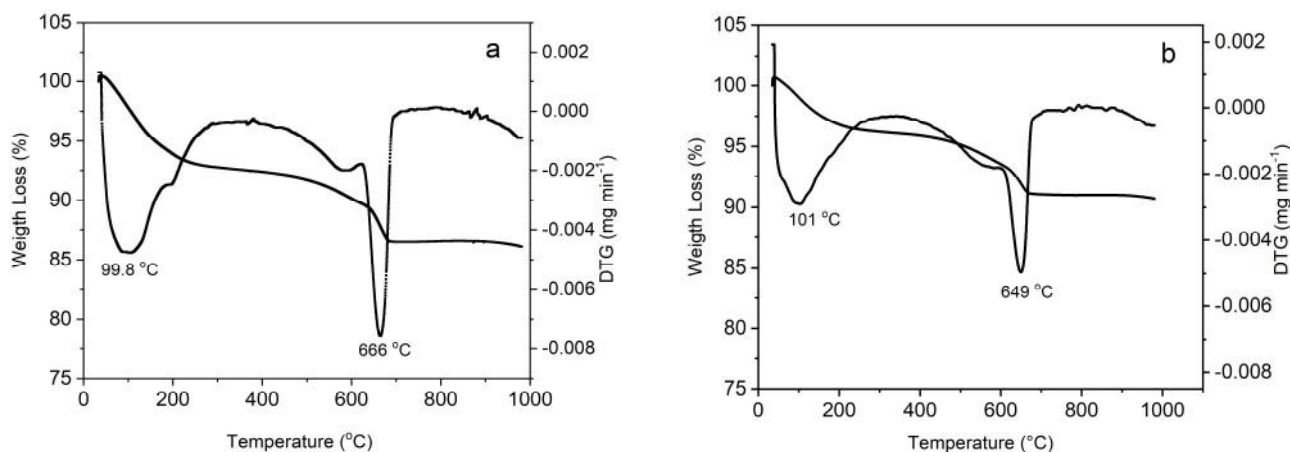 a
105
100
95
90
85
80
75
Weigth Loss (%)
0.002
0.000
-0.002
-0.004
-0.006
-0.008
DTG (mg min⁻¹)
99.8 °C
666 °C
0 200 400 600 800 1000
Temperature (°C)
b
105
100
95
90
85
80
75
Weigth Loss (%)
0.002
0.000
-0.002
-0.004
-0.006
-0.008
DTG (mg min⁻¹)
101 °C
649 °C
0 200 400 600 800 1000
Temperature (°C)